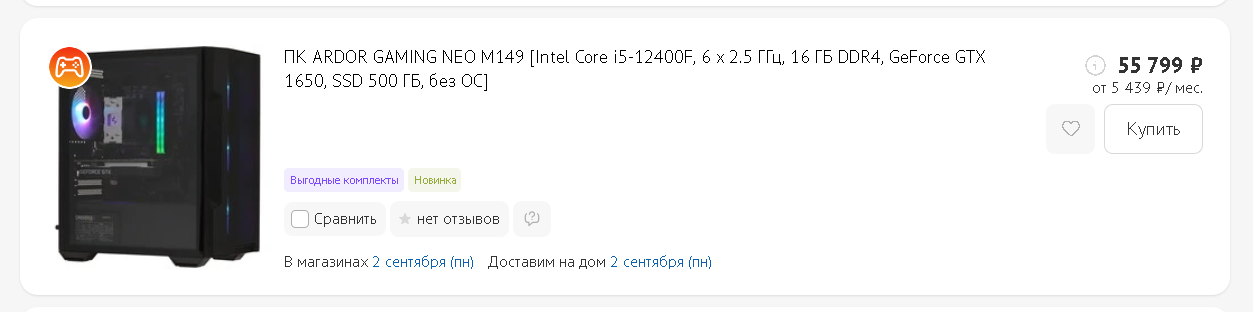 ПК ARDOR GAMING NEO M149 [Intel Core i5-12400F, 6 x 2.5 ГГц, 16 ГБ DDR4, GeForce GTX
1650, SSD 500 ГБ, без ОС]
55 799 ₽
от 5 439 ₽/ мес.
Купить
Выгодные комплекты Новинка
Сравнить нет отзывов
В магазинах 2 сентября (пн) Доставим на дом 2 сентября (пн)